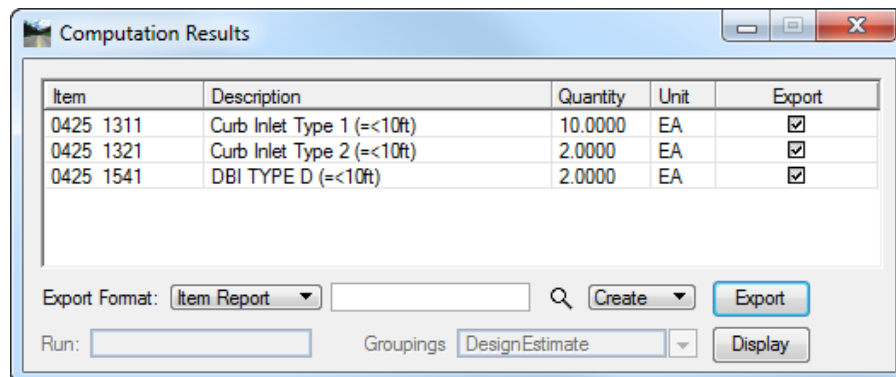 Computation Results
Item Description Quantity Unit Export
0425 1311 Curb Inlet Type 1 (=<10ft) 10.0000 EA
0425 1321 Curb Inlet Type 2 (=<10ft) 2.0000 EA
0425 1541 DBI TYPE D (=<10ft) 2.0000 EA
Export Format: Item Report Create Export
Run: Groupings DesignEstimate Display